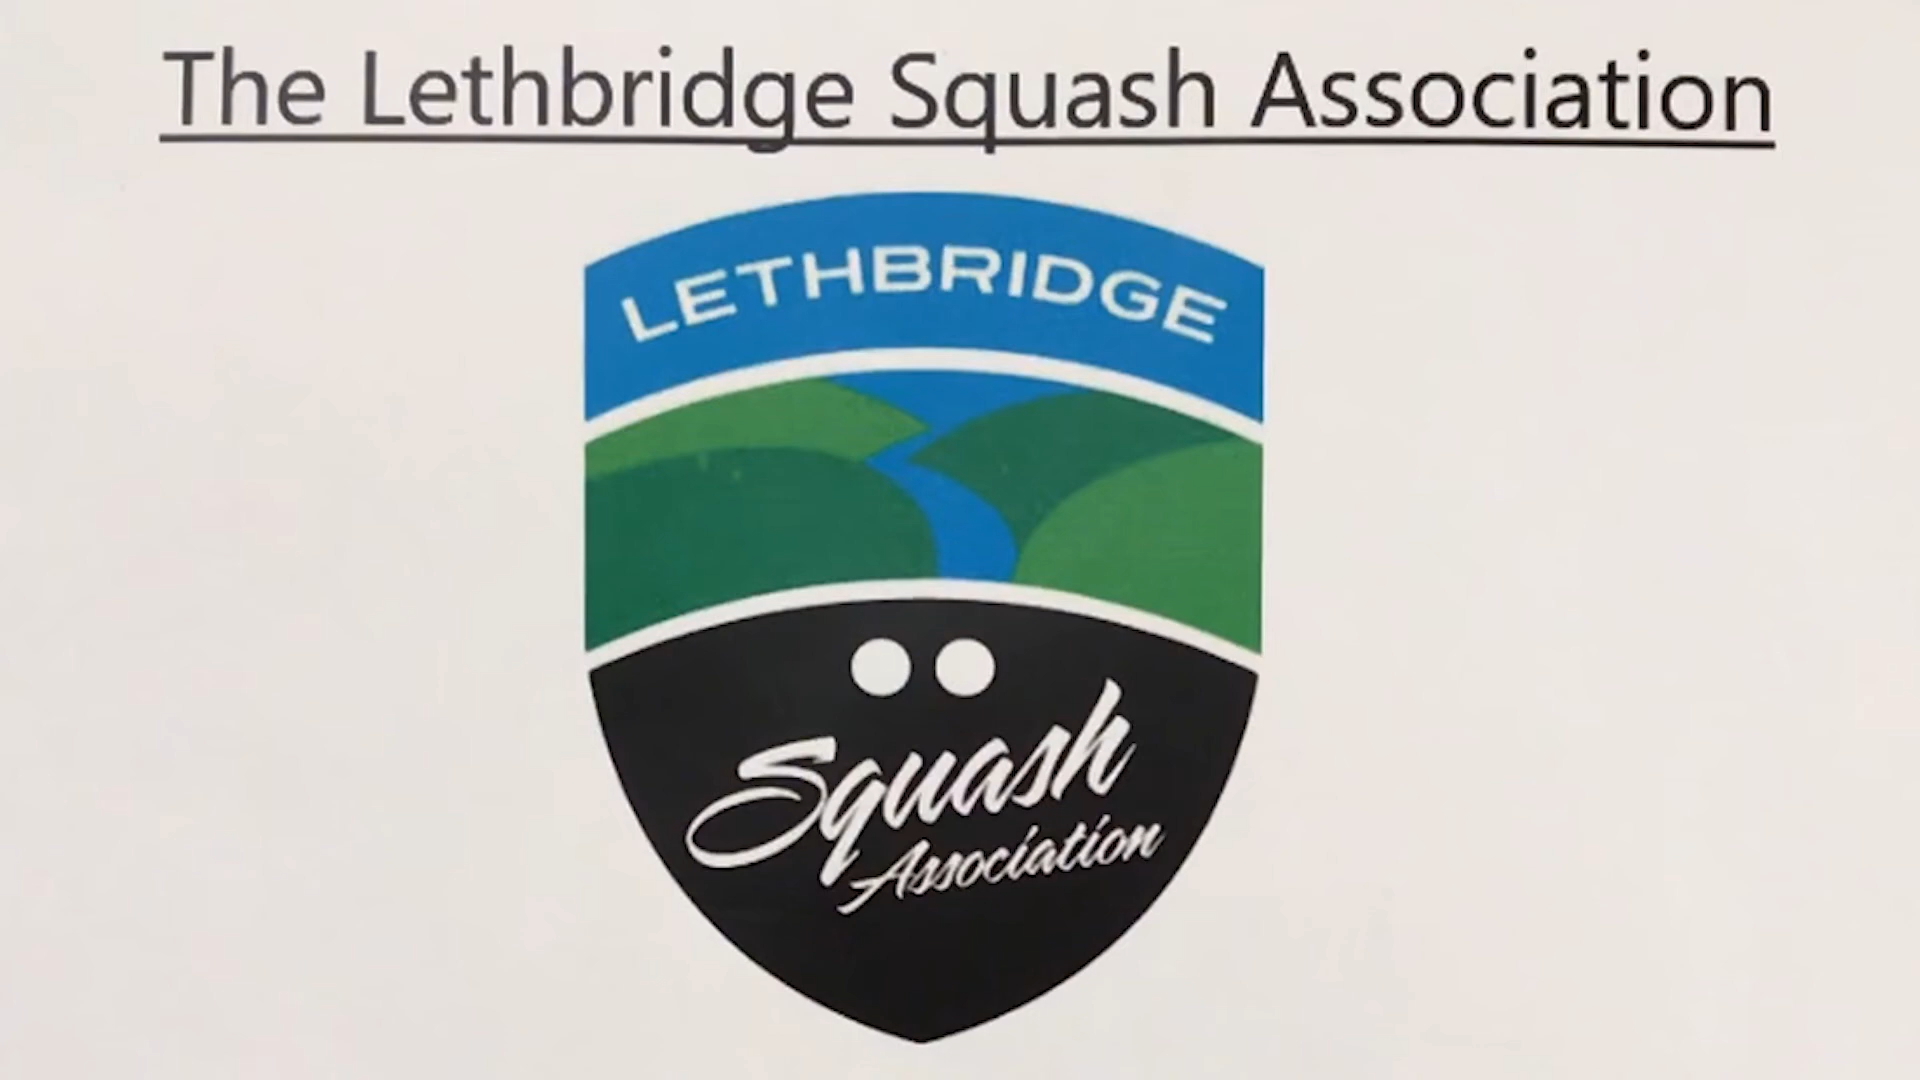 The Lethbridge Squash Association
LETHBRIDGE
Squash
Association